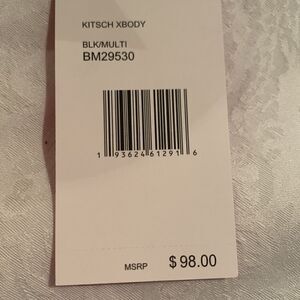 KITSCH XBODY
BLK/MULTI
BM29530
1 93624 61291 6
MSRP $98.00